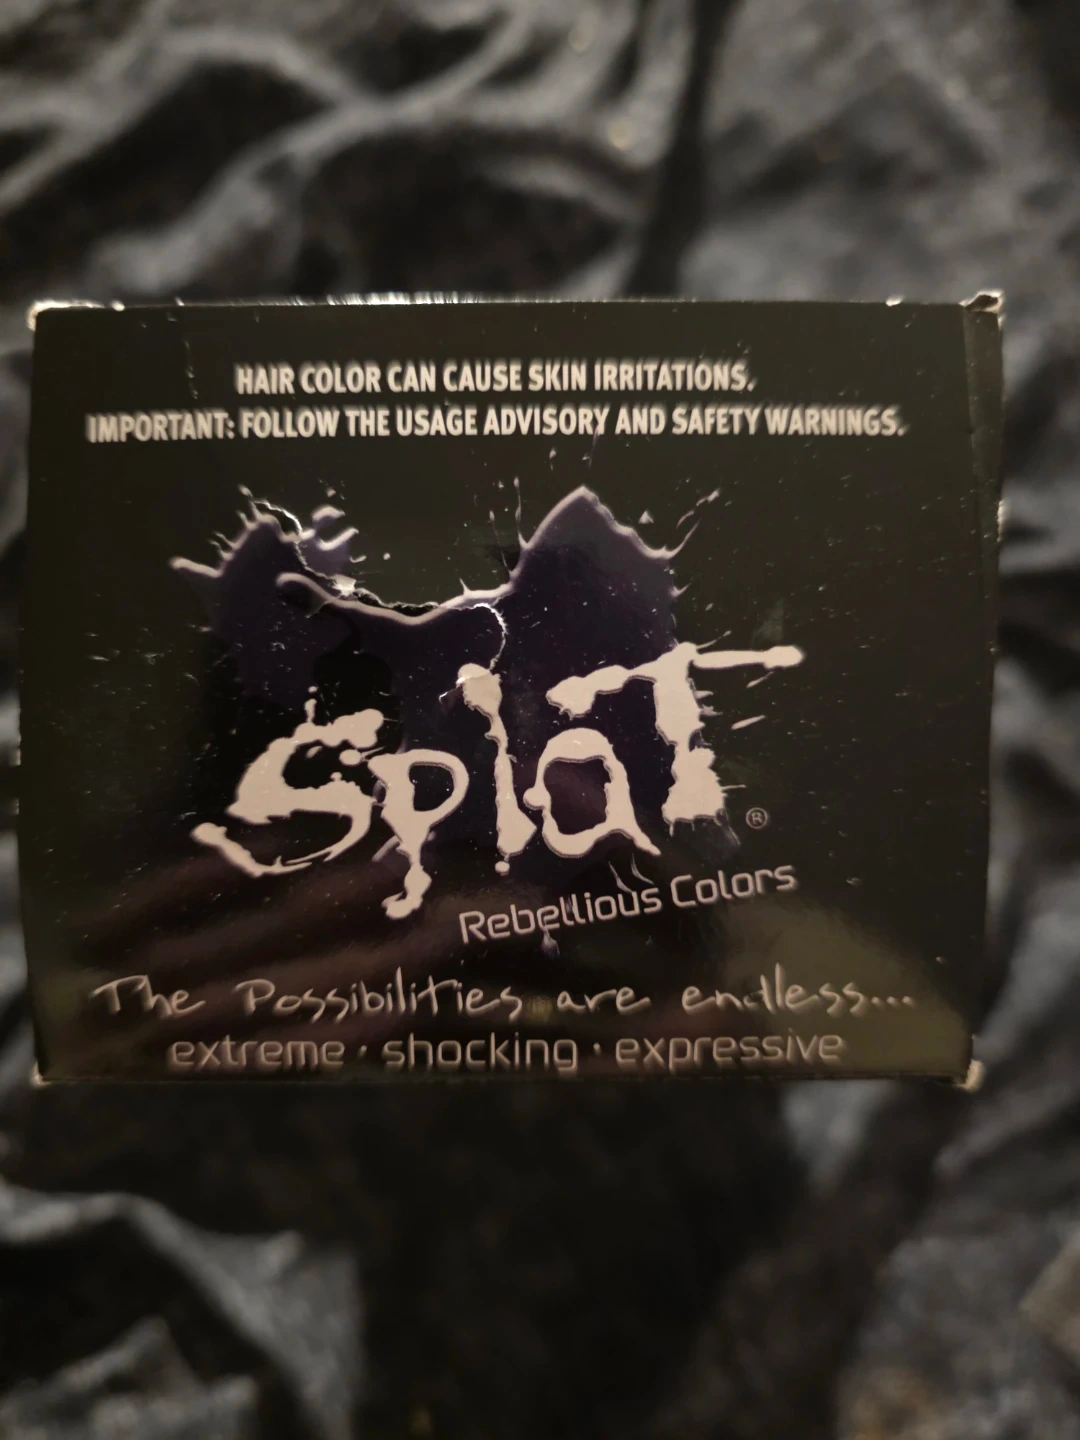 HAIR COLOR CAN CAUSE SKIN IRRITATIONS.
IMPORTANT: FOLLOW THE USAGE ADVISORY AND SAFETY WARNINGS.
Splat®
Rebellious Colors
The Possibilities are endless...
extreme · shocking · expressive